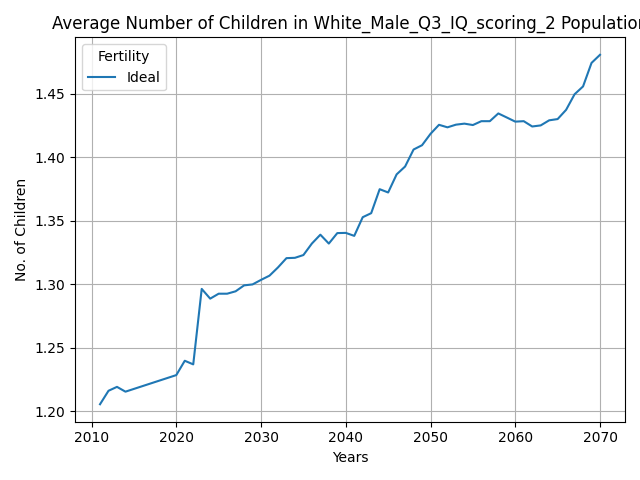 Average Number of Children in White_Male_Q3_IQ_scoring_2 Population
Fertility
Ideal
1.45
1.40
1.35
1.30
1.25
1.20
No. of Children
2010 2020 2030 2040 2050 2060 2070
Years